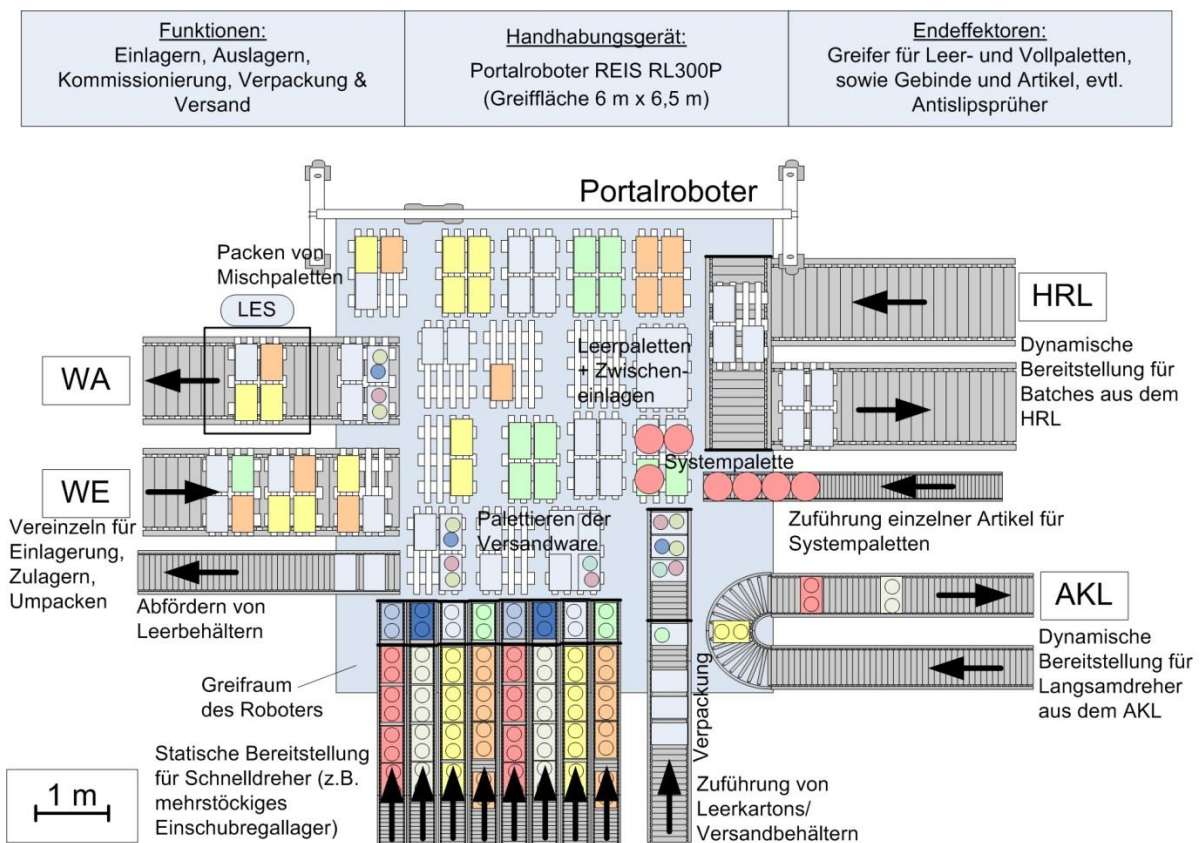 Funktionen:
Einlagern, Auslagern,
Kommissionierung, Verpackung &
Versand
Handhabungsgerät:
Portalroboter REIS RL300P
(Greiffläche 6 m x 6,5 m)
Endeffektoren:
Greifer für Leer- und Vollpaletten,
sowie Gebinde und Artikel, evtl.
Antislipsprüher
Portalroboter
Packen von
Mischpaletten
LES
WA
WE
Vereinzeln für
Einlagerung,
Zulagern,
Umpacken
Abfördern von
Leerbehältern
Leerpaletten
+ Zwischen-
einlagen
Systempalette
Palettieren der
Versandware
HRL
Dynamische
Bereitstellung für
Batches aus dem
HRL
Zuführung einzelner Artikel für
Systempaletten
AKL
Dynamische
Bereitstellung für
Langsamdreher
aus dem AKL
Greifraum
des Roboters
Statische Bereitstellung
für Schnelldreher (z.B.
mehrstöckiges
Einschubregallager)
Verpackung
Zuführung von
Leerkartons/
Versandbehältern
1 m